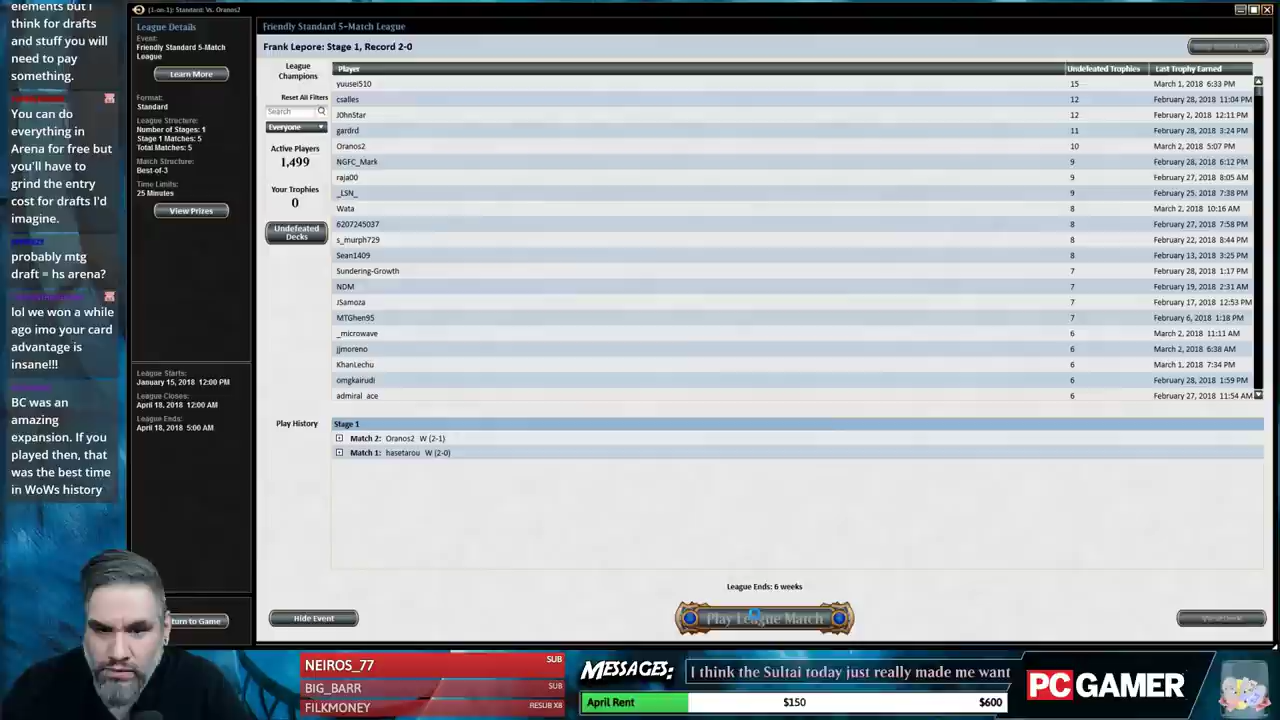 elements but I
think for drafts
and stuff you will
need to pay
something.
You can do
everything in
Arena for free but
you'll have to
grind the entry
cost for drafts I'd
imagine.
probably mtg
draft = hs arena?
lol we won a while
ago imo your card
advantage is
insane!!!
BC was an
amazing
expansion. If you
played then, that
was the best time
in WoWs history
(1-on-1): Standard: Vs. Oranos2
League Details
Event:
Friendly Standard 5-Match
League
Learn More
Format:
Standard
League Structure:
Number of Stages: 1
Stage 1 Matches: 5
Total Matches: 5
Match Structure:
Best-of-3
Time Limits:
25 Minutes
View Prizes
League Starts:
January 15, 2018 12:00 PM
League Closes:
April 18, 2018 12:00 AM
League Ends:
April 18, 2018 5:00 AM
turn to Game
Friendly Standard 5-Match League
Frank Lepore: Stage 1, Record 2-0
League
Champions
Reset All Filters
Search
Everyone
Active Players
1,499
Your Trophies
0
Undefeated
Decks
Player Undefeated Trophies Last Trophy Earned
yuusei510 15 March 1, 2018 6:33 PM
csalles 12 February 28, 2018 11:04 PM
J0hnStar 12 February 2, 2018 12:11 PM
gardrd 11 February 28, 2018 3:24 PM
Oranos2 10 March 2, 2018 5:07 PM
NGFC_Mark 9 February 28, 2018 6:12 PM
raja00 9 February 27, 2018 8:05 AM
_LSN_ 9 February 25, 2018 7:38 PM
Wata 8 March 2, 2018 10:16 AM
6207245037 8 February 27, 2018 7:58 PM
s_murph729 8 February 22, 2018 8:44 PM
Sean1409 8 February 13, 2018 3:25 PM
Sundering-Growth 7 February 28, 2018 1:17 PM
NDM 7 February 19, 2018 2:31 AM
JSamoza 7 February 17, 2018 12:53 PM
MTGhen95 7 February 6, 2018 1:18 PM
_microwave 6 March 2, 2018 11:11 AM
jjmoreno 6 March 2, 2018 6:38 AM
KhanLechu 6 March 1, 2018 7:34 PM
omgkairudi 6 February 28, 2018 1:59 PM
admiral ace 6 February 27, 2018 11:54 AM
Play History
Stage 1
Match 2: Oranos2 W (2-1)
Match 1: hasetarou W (2-0)
League Ends: 6 weeks
Hide Event
Play League Match
NEIROS_77 SUB
BIG_BARR SUB
FILKMONEY RESUB X8
MESSAGES:
I think the Sultai today just really made me want
April Rent $150 $600
PC GAMER